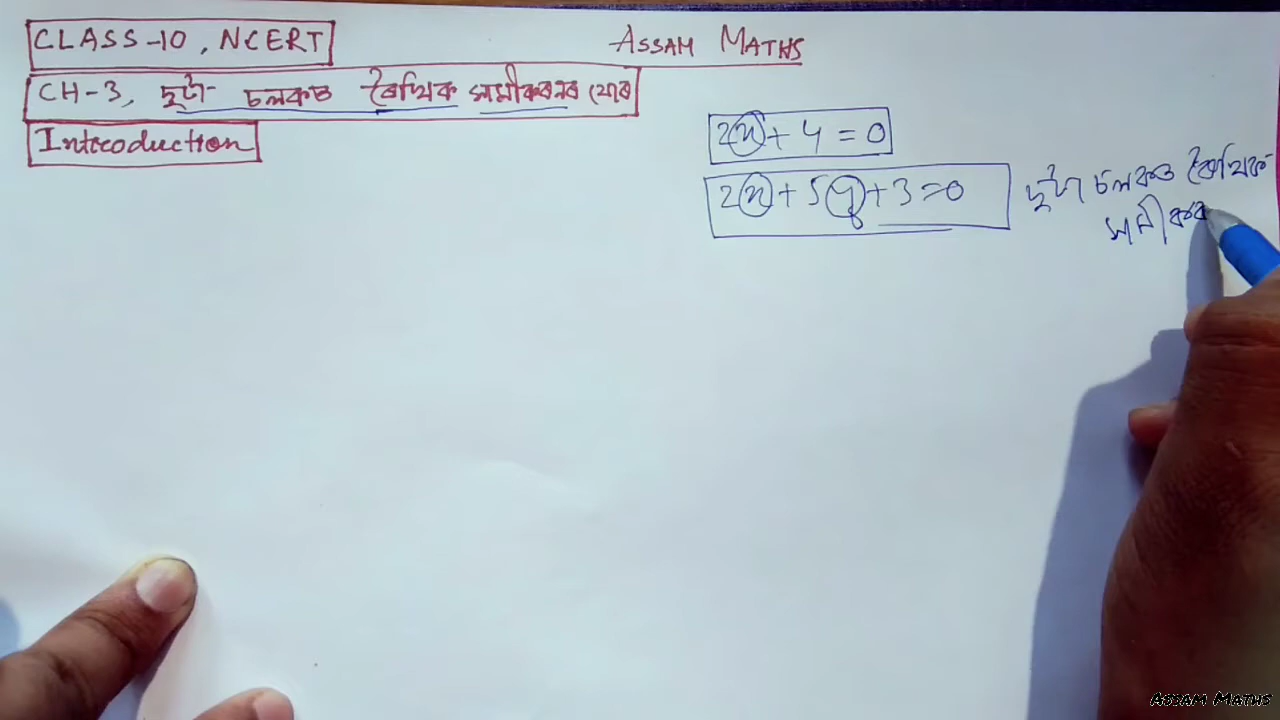 CLASS-10, NCERT
ASSAM MATHS
CH-3, দুটা চলকত ৰৈখিক সমীকৰণৰ যোৰ
Introduction
2x + 4 = 0
2x + 5y + 3 = 0
দুটা চলকত ৰৈখিক
সমীকৰ
ASSAM MATHS